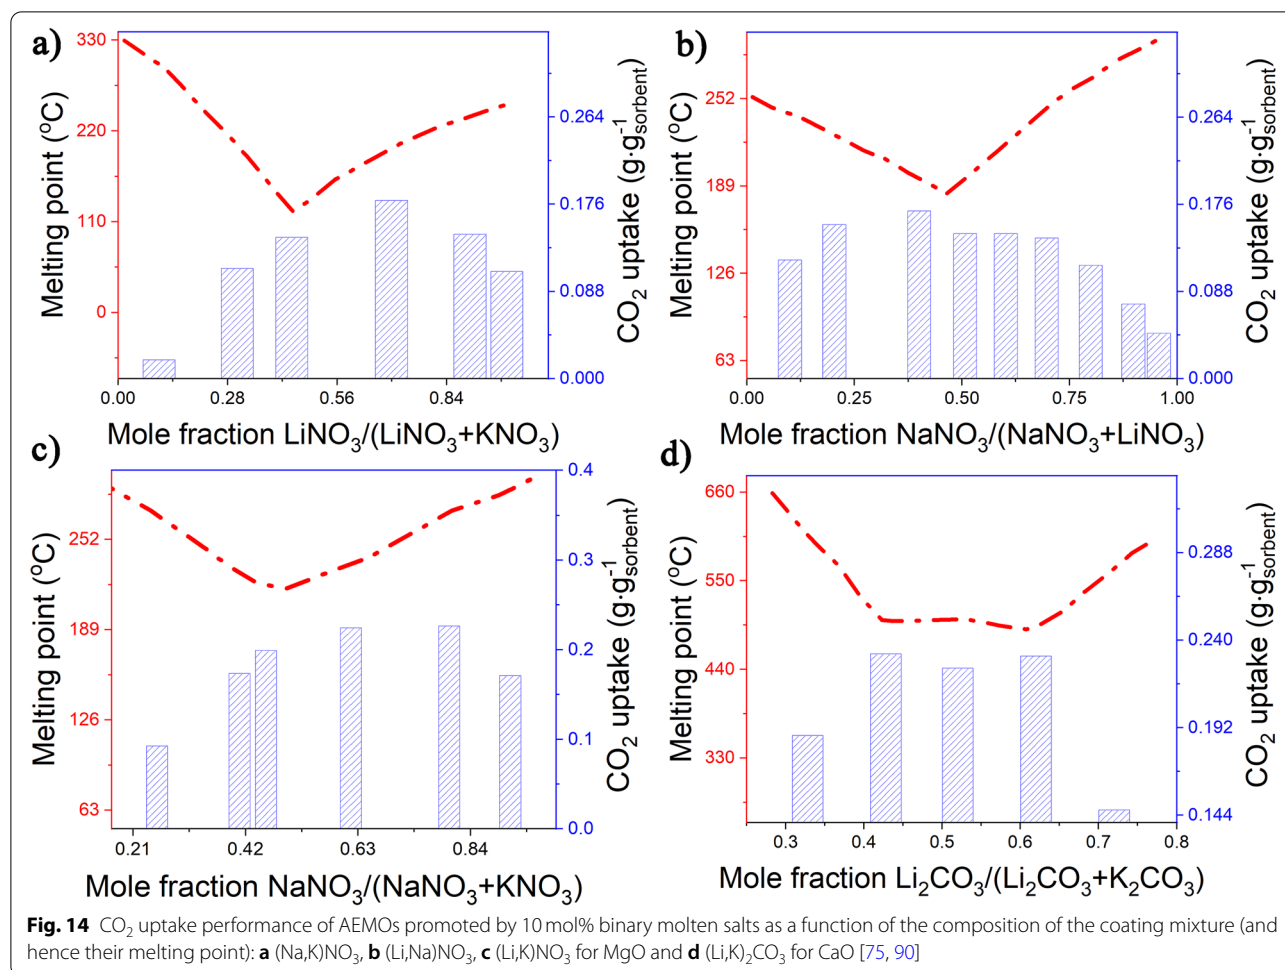 a)
330
220
110
0
Melting point (°C)
0.264
0.176
0.088
0.000
CO₂ uptake (g·g⁻¹sorbent)
0.00 0.28 0.56 0.84
Mole fraction LiNO₃/(LiNO₃+KNO₃)
b)
252
189
126
63
Melting point (°C)
0.264
0.176
0.088
0.000
CO₂ uptake (g·g⁻¹sorbent)
0.00 0.25 0.50 0.75 1.00
Mole fraction NaNO₃/(NaNO₃+LiNO₃)
c)
252
189
126
63
Melting point (°C)
0.4
0.3
0.2
0.1
0.0
CO₂ uptake (g·g⁻¹sorbent)
0.21 0.42 0.63 0.84
Mole fraction NaNO₃/(NaNO₃+KNO₃)
d)
660
550
440
330
Melting point (°C)
0.288
0.240
0.192
0.144
CO₂ uptake (g·g⁻¹sorbent)
0.3 0.4 0.5 0.6 0.7 0.8
Mole fraction Li₂CO₃/(Li₂CO₃+K₂CO₃)
Fig. 14 CO₂ uptake performance of AEMOs promoted by 10 mol% binary molten salts as a function of the composition of the coating mixture (and
hence their melting point): a (Na,K)NO₃, b (Li,Na)NO₃, c (Li,K)NO₃ for MgO and d (Li,K)₂CO₃ for CaO [75, 90]